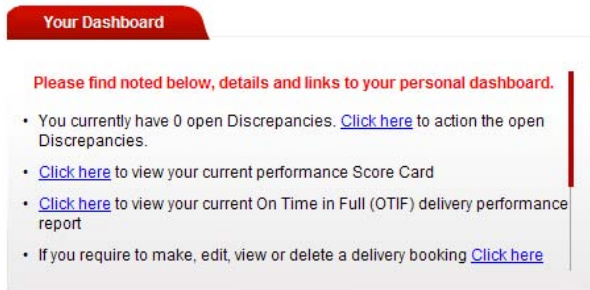 Your Dashboard
Please find noted below, details and links to your personal dashboard.
• You currently have 0 open Discrepancies. Click here to action the open
Discrepancies.
• Click here to view your current performance Score Card
• Click here to view your current On Time in Full (OTIF) delivery performance
report
• If you require to make, edit, view or delete a delivery booking Click here